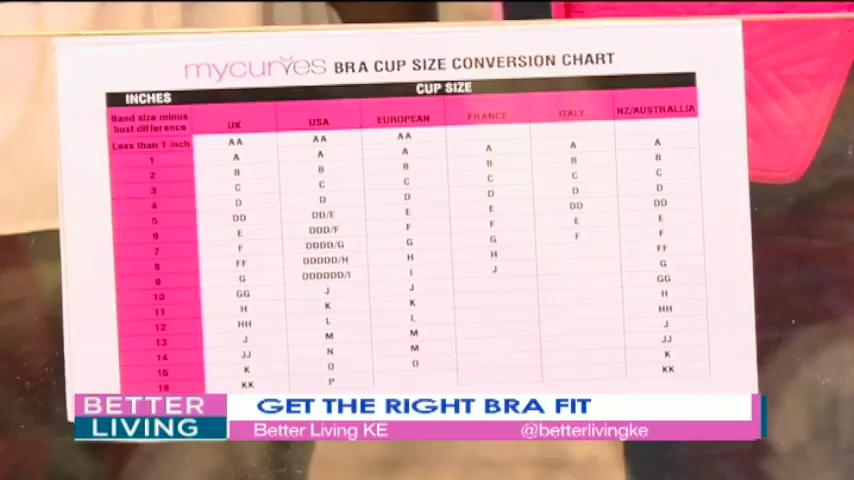 mycurves BRA CUP SIZE CONVERSION CHART
INCHES CUP SIZE
Band size minus
bust difference UK USA EUROPEAN FRANCE ITALY NZ/AUSTRALLIA
Less than 1 inch AA AA AA
1 A A A A A A
2 B B B B B B
3 C C C C C C
4 D D D D D D
5 DD DD/E E E DD DD
6 E DDD/F F F E E
7 F DDDD/G G G F F
8 FF DDDDD/H H H FF
9 G DDDDDD/I I J G
10 GG J J GG
11 H K K H
12 HH L L HH
13 J M M J
14 JJ N M JJ
15 K O O K
16 KK P KK
BETTER LIVING
GET THE RIGHT BRA FIT
Better Living KE @betterlivingke